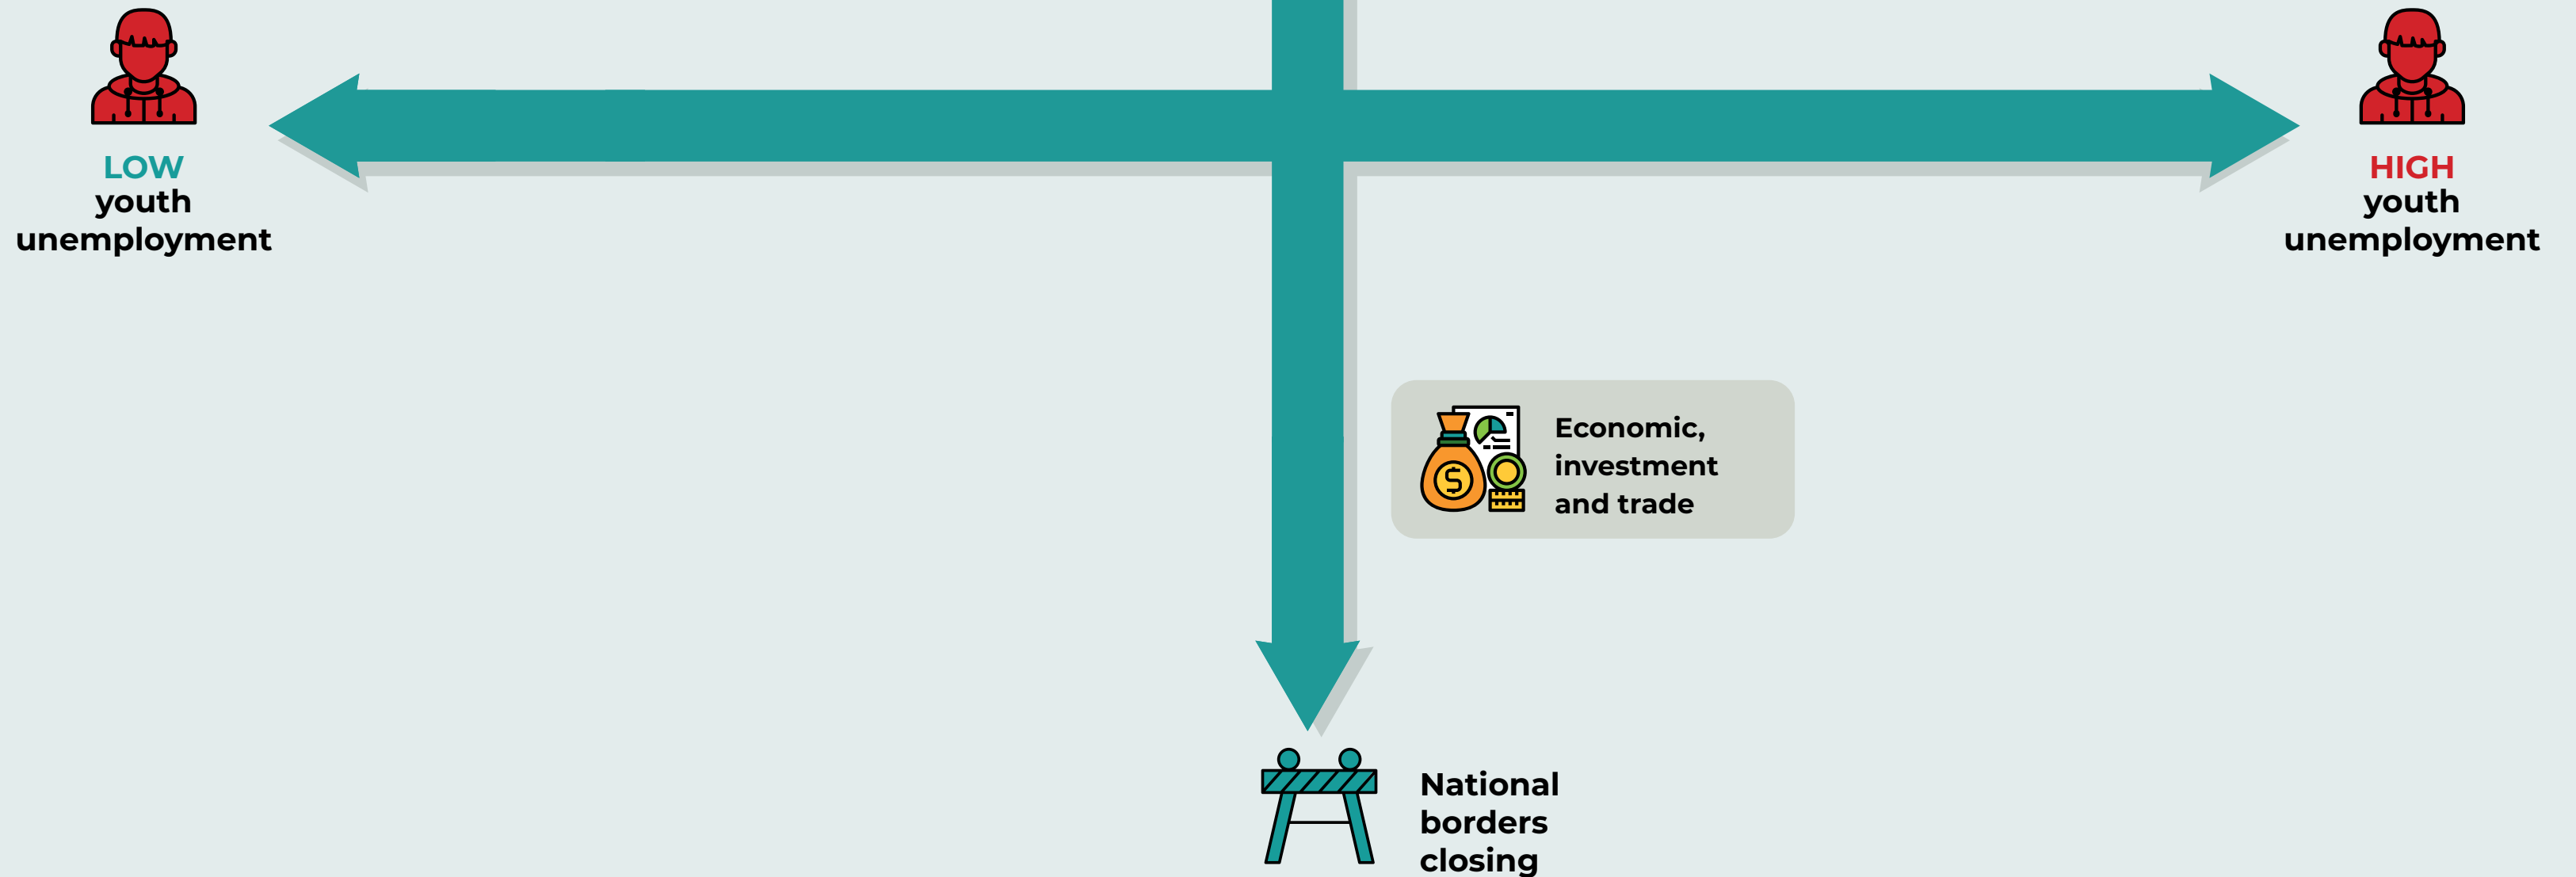 LOW
youth
unemployment
HIGH
youth
unemployment
Economic,
investment
and trade
National
borders
closing